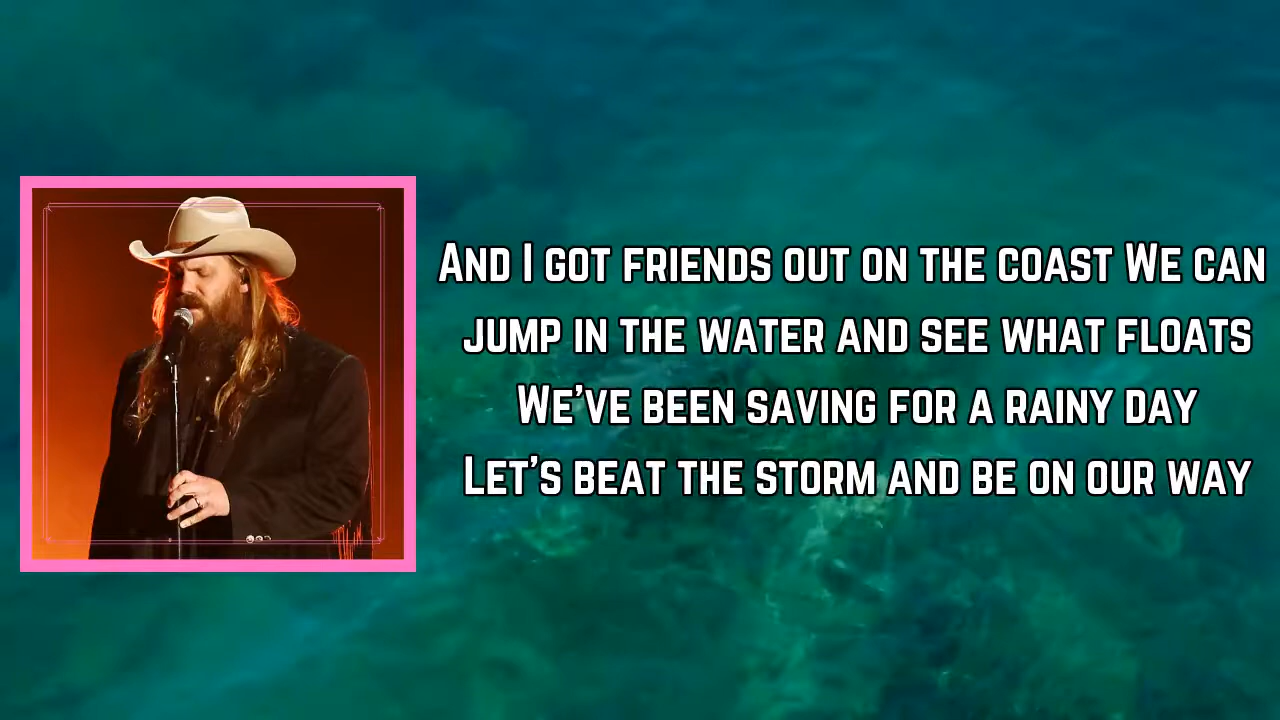 And I got friends out on the coast We can
jump in the water and see what floats
We've been saving for a rainy day
Let's beat the storm and be on our way